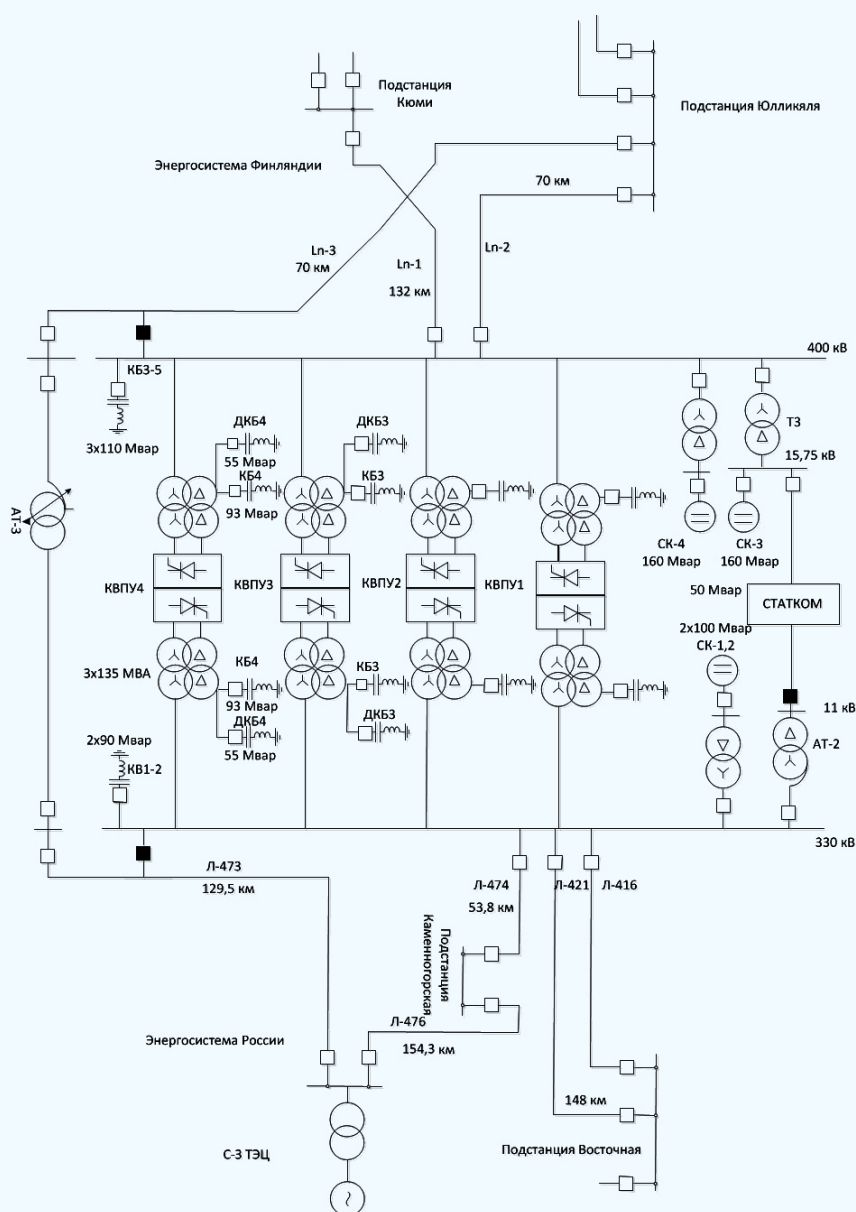 Подстанция
Кюми
Подстанция Юлликяля
Энергосистема Финляндии
70 км
Ln-3
70 км
Ln-1
132 км
Ln-2
400 кВ
КБ3-5
3х110 Мвар
ДКБ4
55 Мвар
КБ4
93 Мвар
ДКБ3
КБ3
Т3
15,75 кВ
АТ-3
СК-4
160 Мвар
СК-3
160 Мвар
КВПУ4
КВПУ3
КВПУ2
КВПУ1
50 Мвар
СТАТКОМ
2х100 Мвар
СК-1,2
3х135 МВА
КБ4
93 Мвар
ДКБ4
55 Мвар
КБ3
ДКБ3
11 кВ
АТ-2
2х90 Мвар
КВ1-2
330 кВ
Л-473
129,5 км
Л-474
53,8 км
Л-421
Л-416
Подстанция
Каменногорская
Л-476
154,3 км
Энергосистема России
148 км
С-3 ТЭЦ
Подстанция Восточная
~